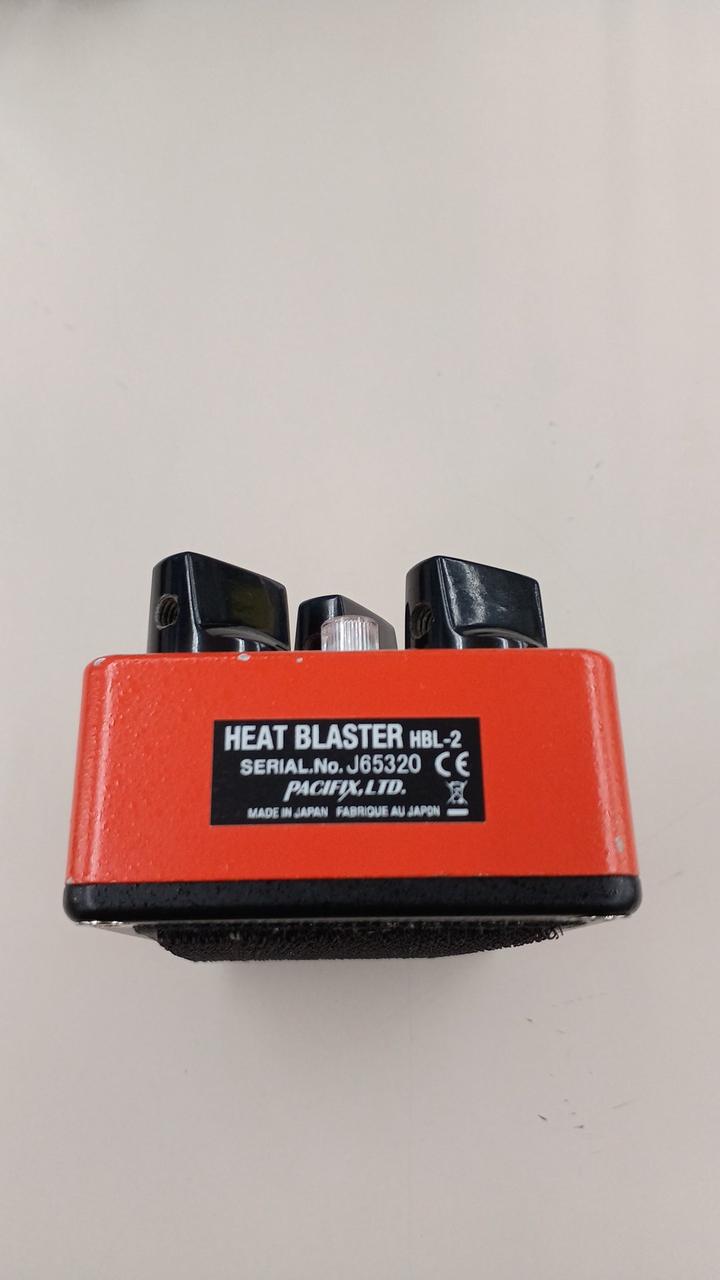 HEAT BLASTER HBL-2
SERIAL.No. J65320 CE
PACIFIX,LTD.
MADE IN JAPAN FABRIQUE AU JAPON